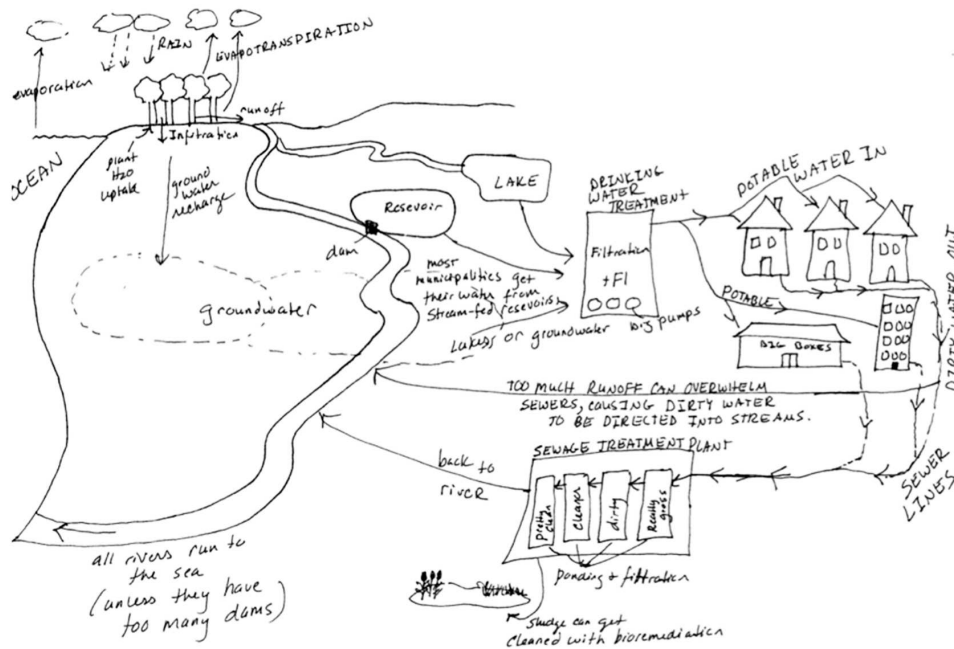 RAIN
EVAPOTRANSPIRATION
evaporation
runoff
Infiltration
OCEAN
plant
H2O
uptake
ground
water
recharge
LAKE
Reservoir
dam
groundwater
most
municipalities get
their water from
stream-fed reservoirs
Lakes or groundwater
DRINKING
WATER
TREATMENT
Filtration
+Fl
big pumps
POTABLE
WATER IN
POTABLE
BIG BOXES
DIRTY WATER OUT
TOO MUCH RUNOFF CAN OVERWHELM
SEWERS, CAUSING DIRTY WATER
TO BE DIRECTED INTO STREAMS.
SEWER
LINES
SEWAGE TREATMENT PLANT
pretty
clean
cleaner
dirty
Really gross
ponding + filtration
back to
river
sludge can get
cleaned with bioremediation
all rivers run to
the sea
(unless they have
too many dams)